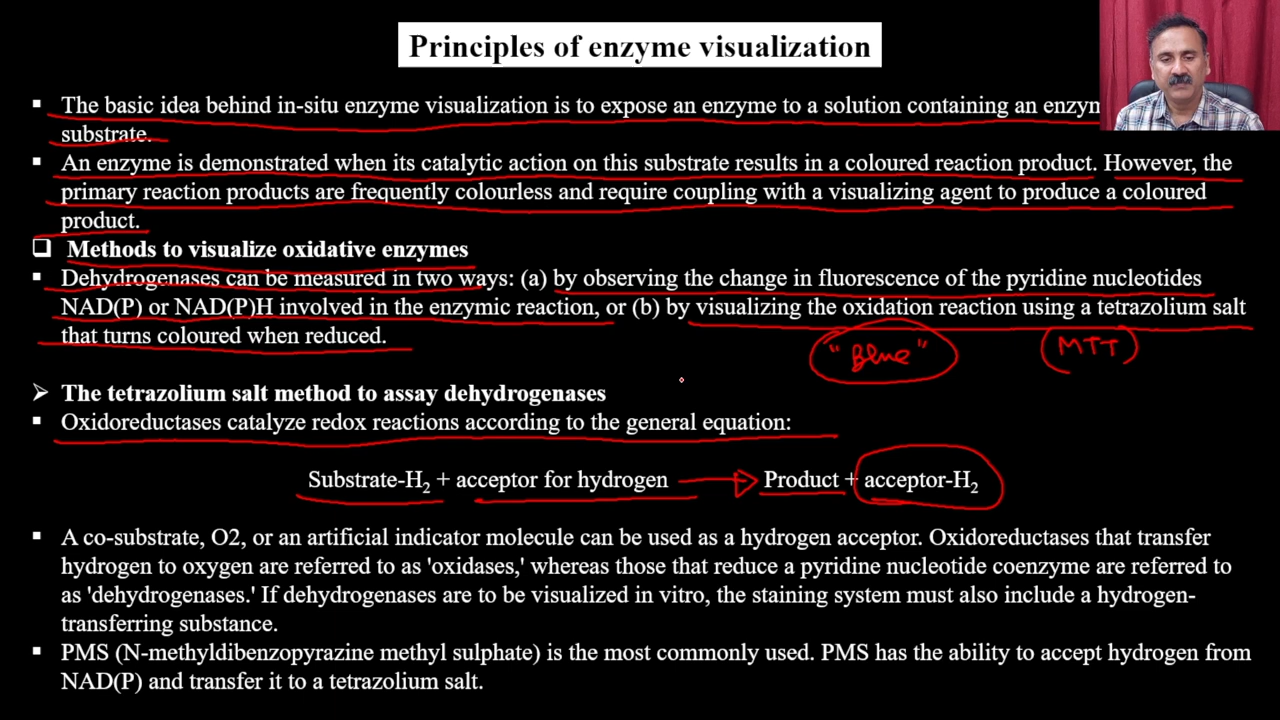 Principles of enzyme visualization
▪ The basic idea behind in-situ enzyme visualization is to expose an enzyme to a solution containing an
substrate.
▪ An enzyme is demonstrated when its catalytic action on this substrate results in a coloured reaction product. However, the
primary reaction products are frequently colourless and require coupling with a visualizing agent to produce a coloured
product.
❑ Methods to visualize oxidative enzymes
▪ Dehydrogenases can be measured in two ways: (a) by observing the change in fluorescence of the pyridine nucleotides
NAD(P) or NAD(P)H involved in the enzymic reaction, or (b) by visualizing the oxidation reaction using a tetrazolium salt
that turns coloured when reduced.
"Blue" MTT
➢ The tetrazolium salt method to assay dehydrogenases
▪ Oxidoreductases catalyze redox reactions according to the general equation:
Substrate-H₂ + acceptor for hydrogen → Product + acceptor-H₂
▪ A co-substrate, O2, or an artificial indicator molecule can be used as a hydrogen acceptor. Oxidoreductases that transfer
hydrogen to oxygen are referred to as 'oxidases,' whereas those that reduce a pyridine nucleotide coenzyme are referred to
as 'dehydrogenases.' If dehydrogenases are to be visualized in vitro, the staining system must also include a hydrogen-
transferring substance.
▪ PMS (N-methyldibenzopyrazine methyl sulphate) is the most commonly used. PMS has the ability to accept hydrogen from
NAD(P) and transfer it to a tetrazolium salt.